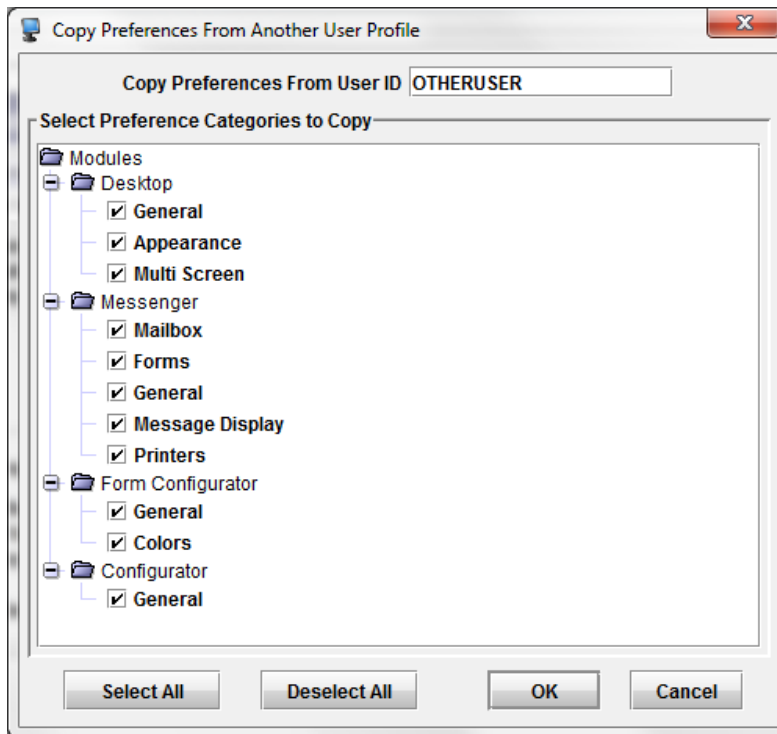 Copy Preferences From Another User Profile
Copy Preferences From User ID OTHERUSER
Select Preference Categories to Copy
Modules
Desktop
General
Appearance
Multi Screen
Messenger
Mailbox
Forms
General
Message Display
Printers
Form Configurator
General
Colors
Configurator
General
Select All Deselect All OK Cancel